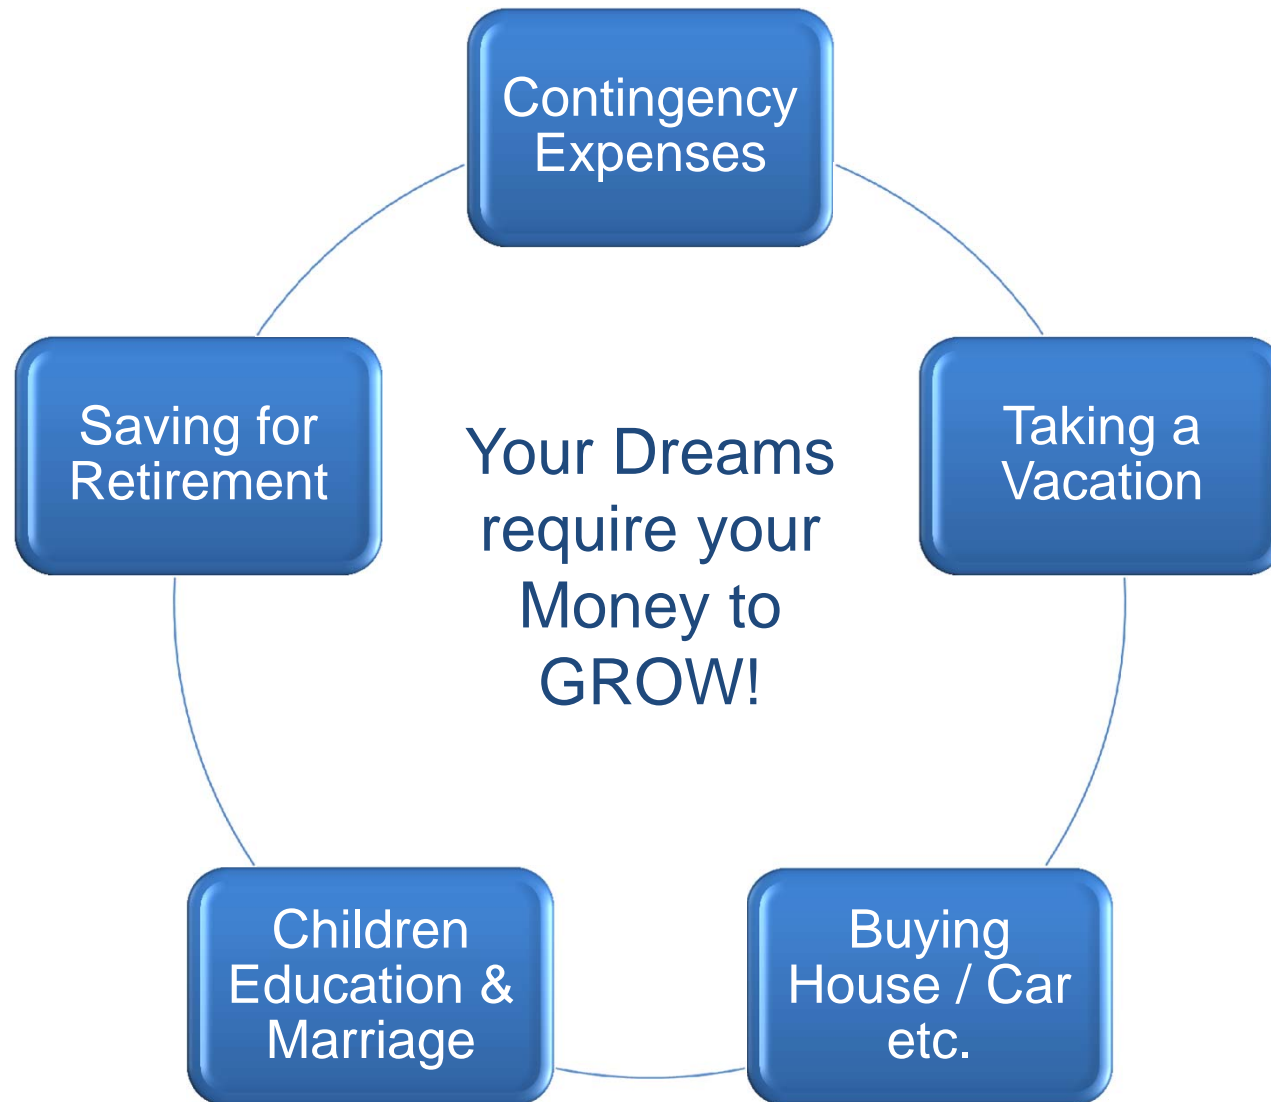 Contingency
Expenses
Taking a
Vacation
Buying
House / Car
etc.
Children
Education &
Marriage
Saving for
Retirement
Your Dreams
require your
Money to
GROW!